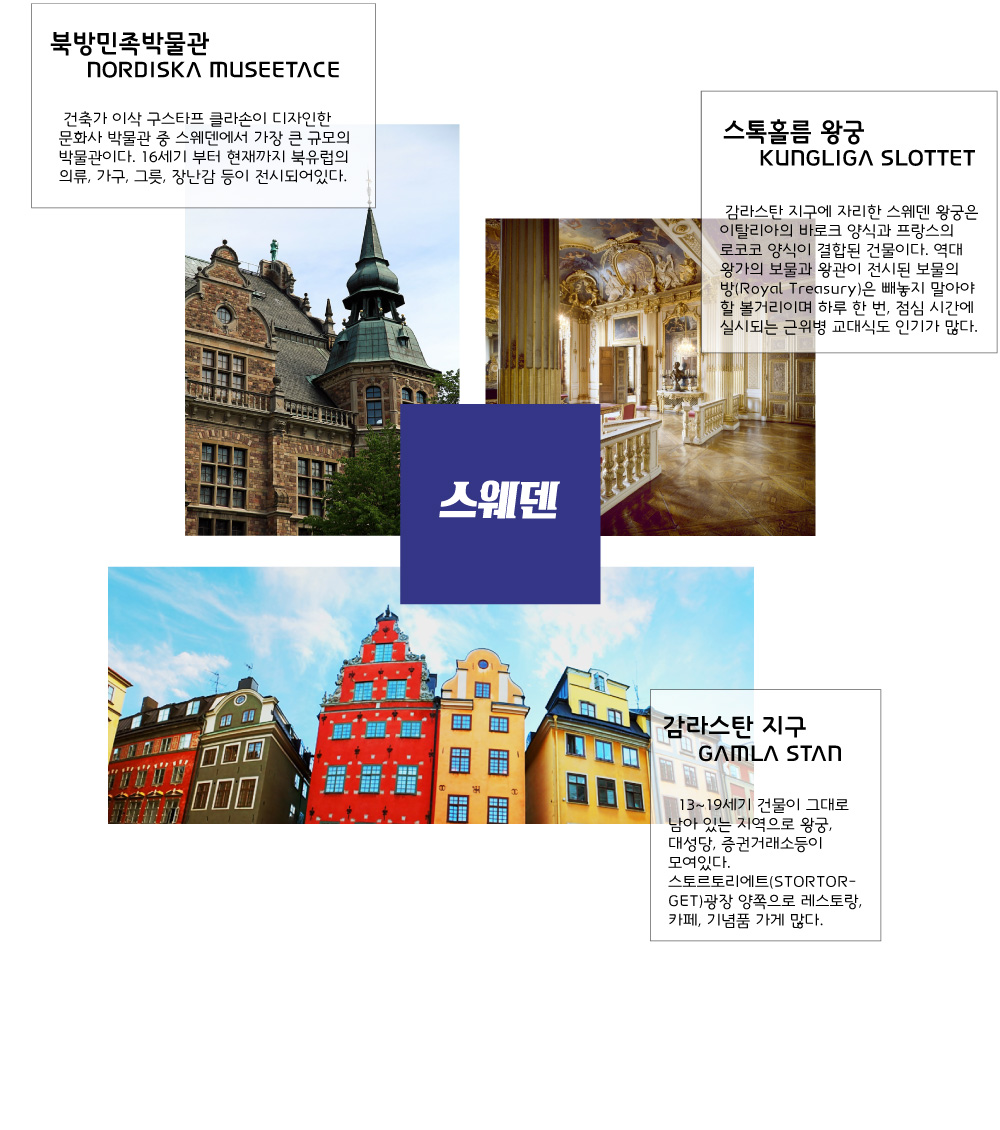 북방민족박물관
NORDISKA MUSEETACE
건축가 이삭 구스타프 클라손이 디자인한
문화사 박물관 중 스웨덴에서 가장 큰 규모의
박물관이다. 16세기 부터 현재까지 북유럽의
의류, 가구, 그릇, 장난감 등이 전시되어있다.
스톡홀름 왕궁
KUNGLIGA SLOTTET
감라스탄 지구에 자리한 스웨덴 왕궁은
이탈리아의 바로크 양식과 프랑스의
로코코 양식이 결합된 건물이다. 역대
왕가의 보물과 왕관이 전시된 보물의
방(Royal Treasury)은 빼놓지 말아야
할 볼거리이며 하루 한 번, 점심 시간에
실시되는 근위병 교대식도 인기가 많다.
스웨덴
감라스탄 지구
GAMLA STAN
13~19세기 건물이 그대로
남아 있는 지역으로 왕궁,
대성당, 증권거래소등이
모여있다.
스토르토리에트(STORTOR-
GET)광장 양쪽으로 레스토랑,
카페, 기념품 가게 많다.